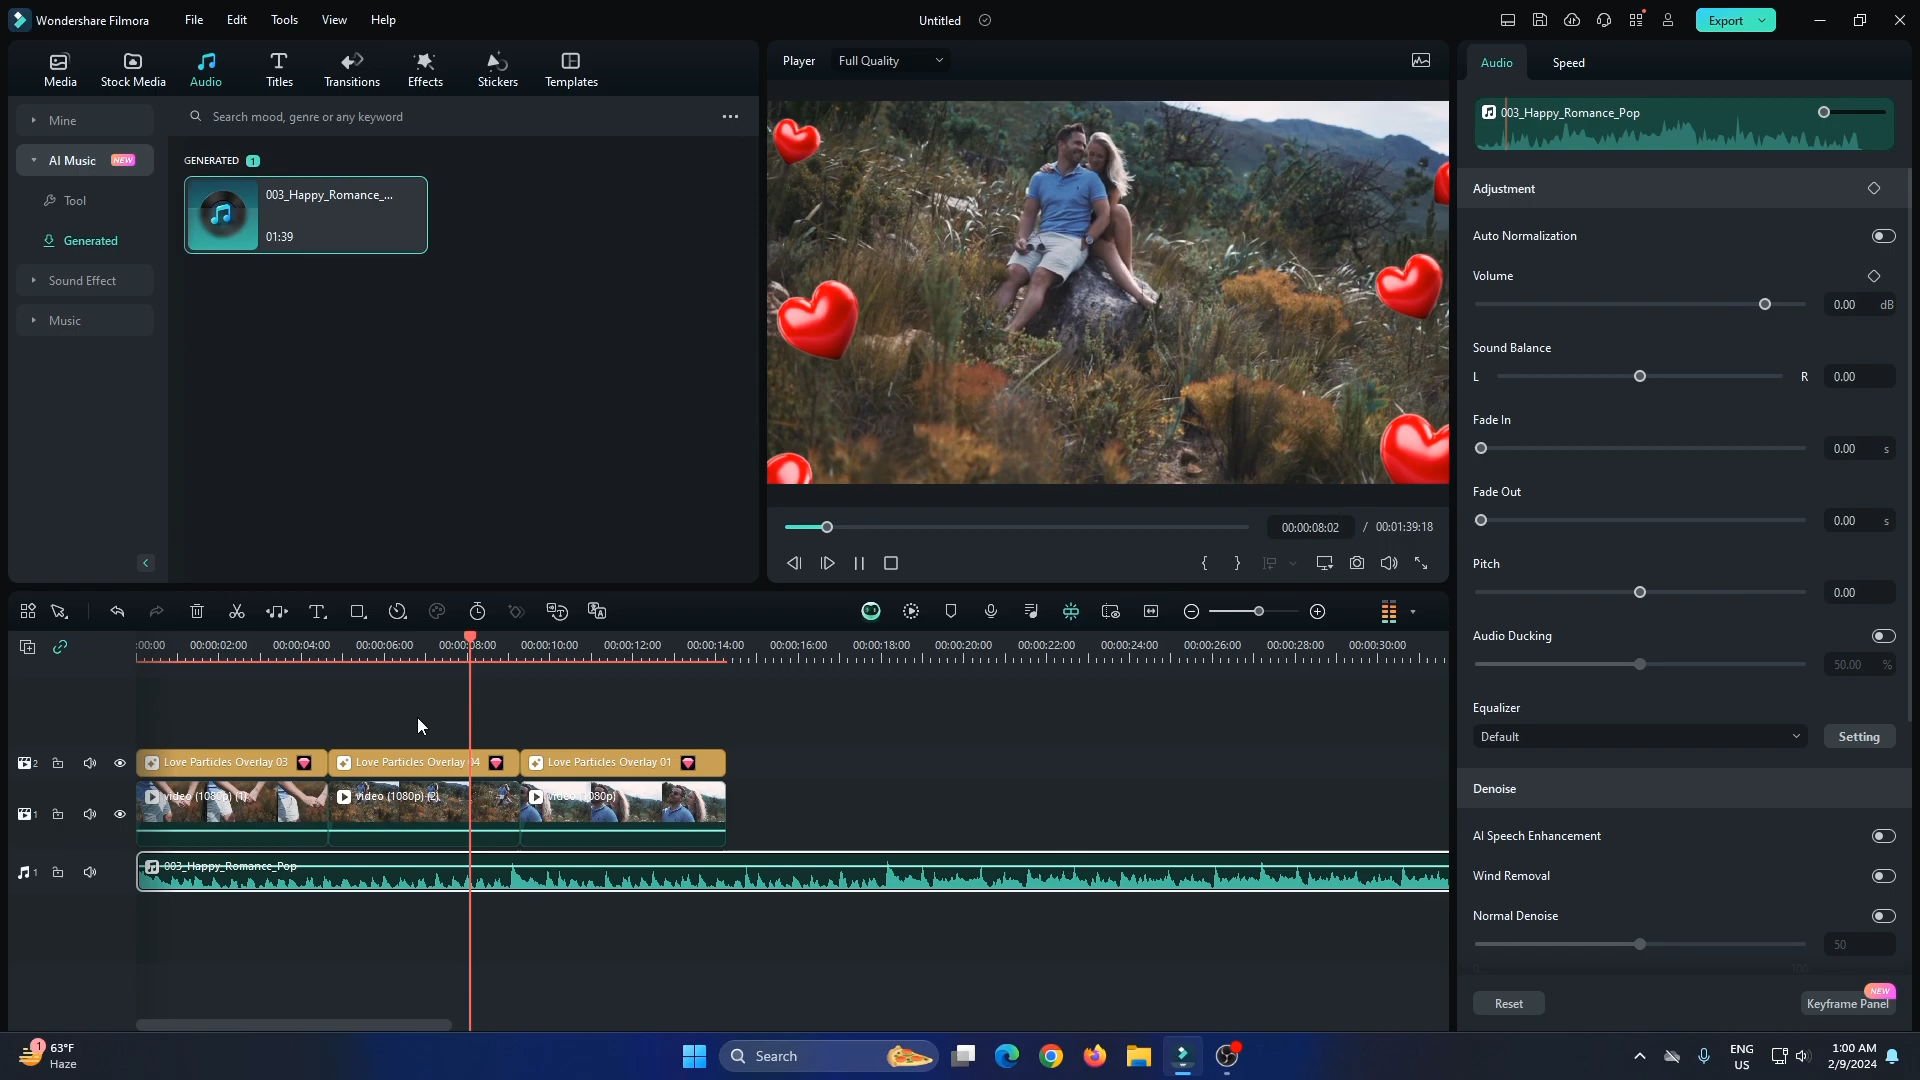 Wondershare Filmora
File Edit Tools View Help
Untitled
Export
Media
Stock Media
Audio
Titles
Transitions
Effects
Stickers
Templates
Mine
AI Music NEW
Tool
Generated
Sound Effect
Music
Search mood, genre or any keyword
GENERATED 1
003_Happy_Romance_...
01:39
Player Full Quality
00:00:08:02 / 00:01:39:18
Audio Speed
003_Happy_Romance_Pop
Adjustment
Auto Normalization
Volume
0.00 dB
Sound Balance
L R 0.00
Fade In
0.00 s
Fade Out
0.00 s
Pitch
0.00
Audio Ducking
50.00 %
Equalizer
Default Setting
Denoise
AI Speech Enhancement
Wind Removal
Normal Denoise
50
Reset
NEW
Keyframe Panel
:00:00 00:00:02:00 00:00:04:00 00:00:06:00 00:00:08:00 00:00:10:00 00:00:12:00 00:00:14:00 00:00:16:00 00:00:18:00 00:00:20:00 00:00:22:00 00:00:24:00 00:00:26:00 00:00:28:00 00:00:30:00
2 Love Particles Overlay 03 Love Particles Overlay 04 Love Particles Overlay 01
1 video (1080p) (1) video (1080p) (2) video (1080p)
1 003_Happy_Romance_Pop
1 63°F
Haze
Search
ENG
US
1:00 AM
2/9/2024